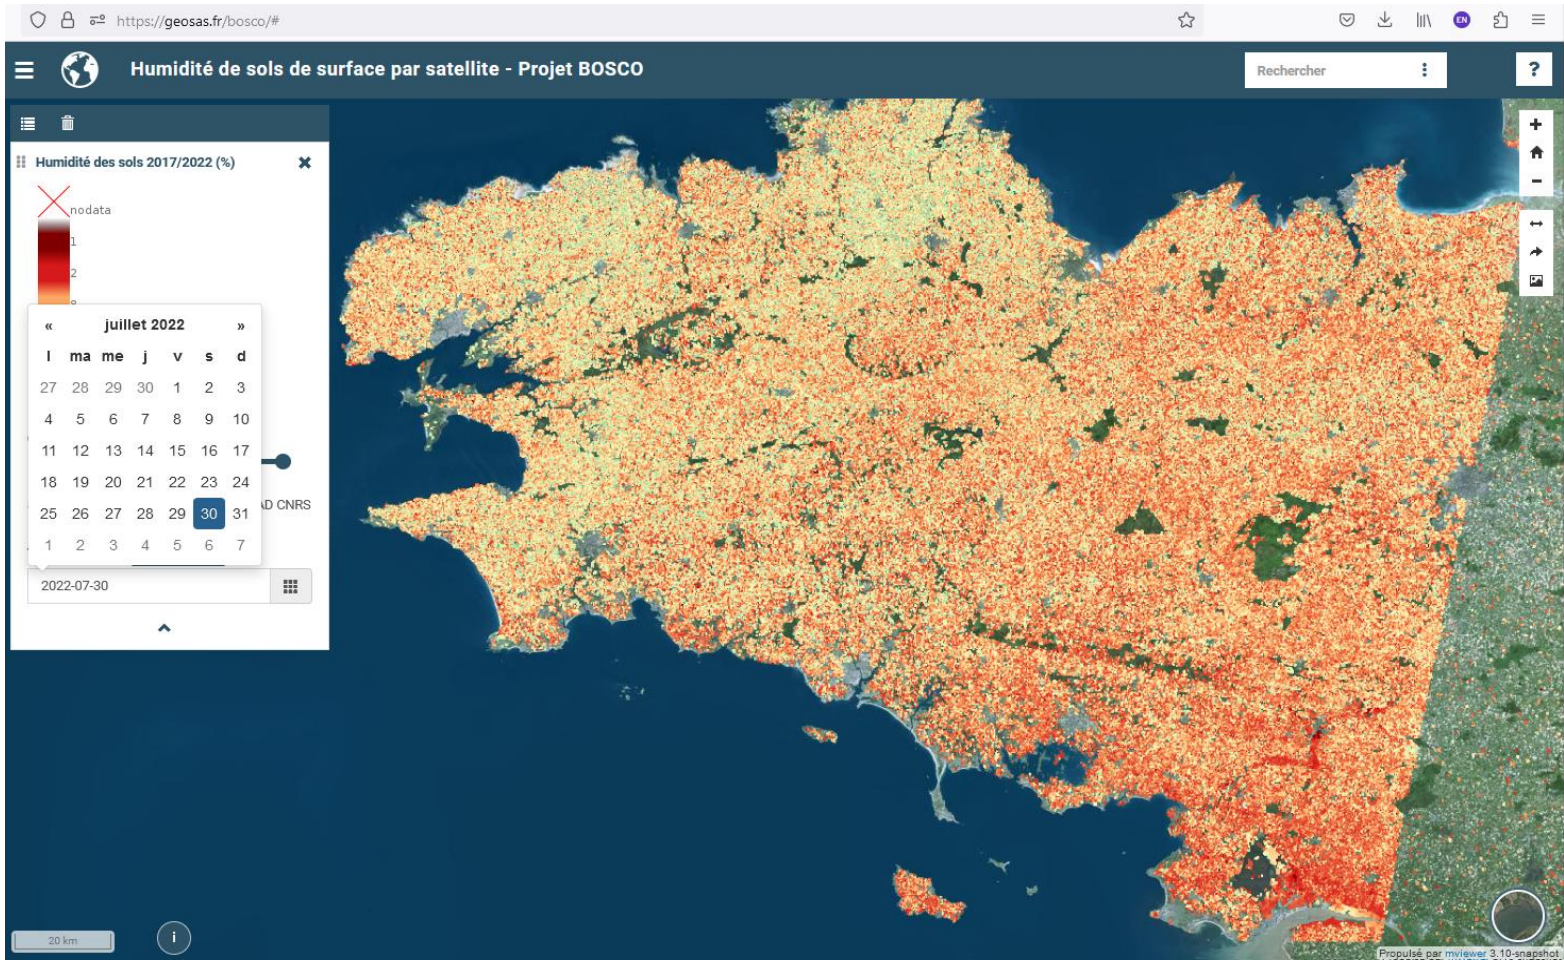 https://geosas.fr/bosco/#
EN
Humidité de sols de surface par satellite - Projet BOSCO
Rechercher
?
Humidité des sols 2017/2022 (%)
nodata
1
2
« juillet 2022 »
l ma me j v s d
27 28 29 30 1 2 3
4 5 6 7 8 9 10
11 12 13 14 15 16 17
18 19 20 21 22 23 24
25 26 27 28 29 30 31
AD CNRS
1 2 3 4 5 6 7
2022-07-30
20 km
i
Propulsé par mviewer 3.10-snapshot